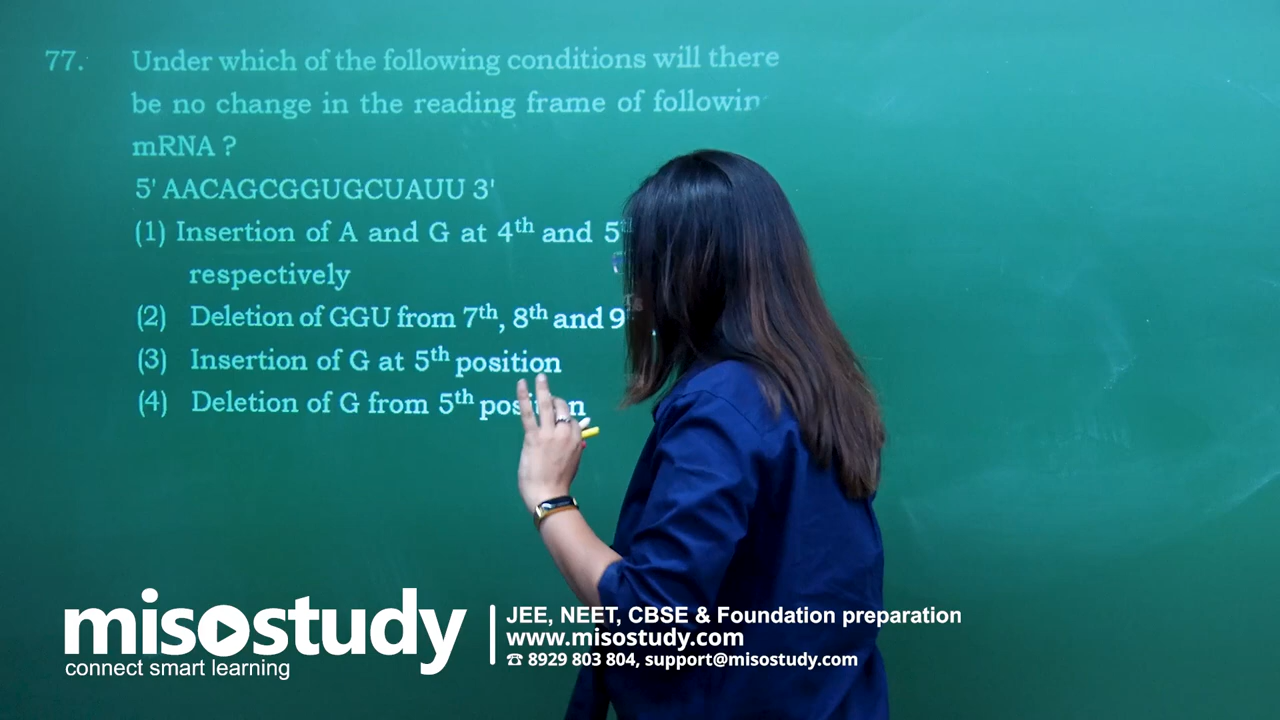 77. Under which of the following conditions will there
be no change in the reading frame of followin
mRNA ?
5' AACAGCGGUGCUAUU 3'
(1) Insertion of A and G at 4th and 5
respectively
(2) Deletion of GGU from 7th, 8th and 9
(3) Insertion of G at 5th position
(4) Deletion of G from 5th position
misostudy
connect smart learning
JEE, NEET, CBSE & Foundation preparation
www.misostudy.com
☎ 8929 803 804, support@misostudy.com